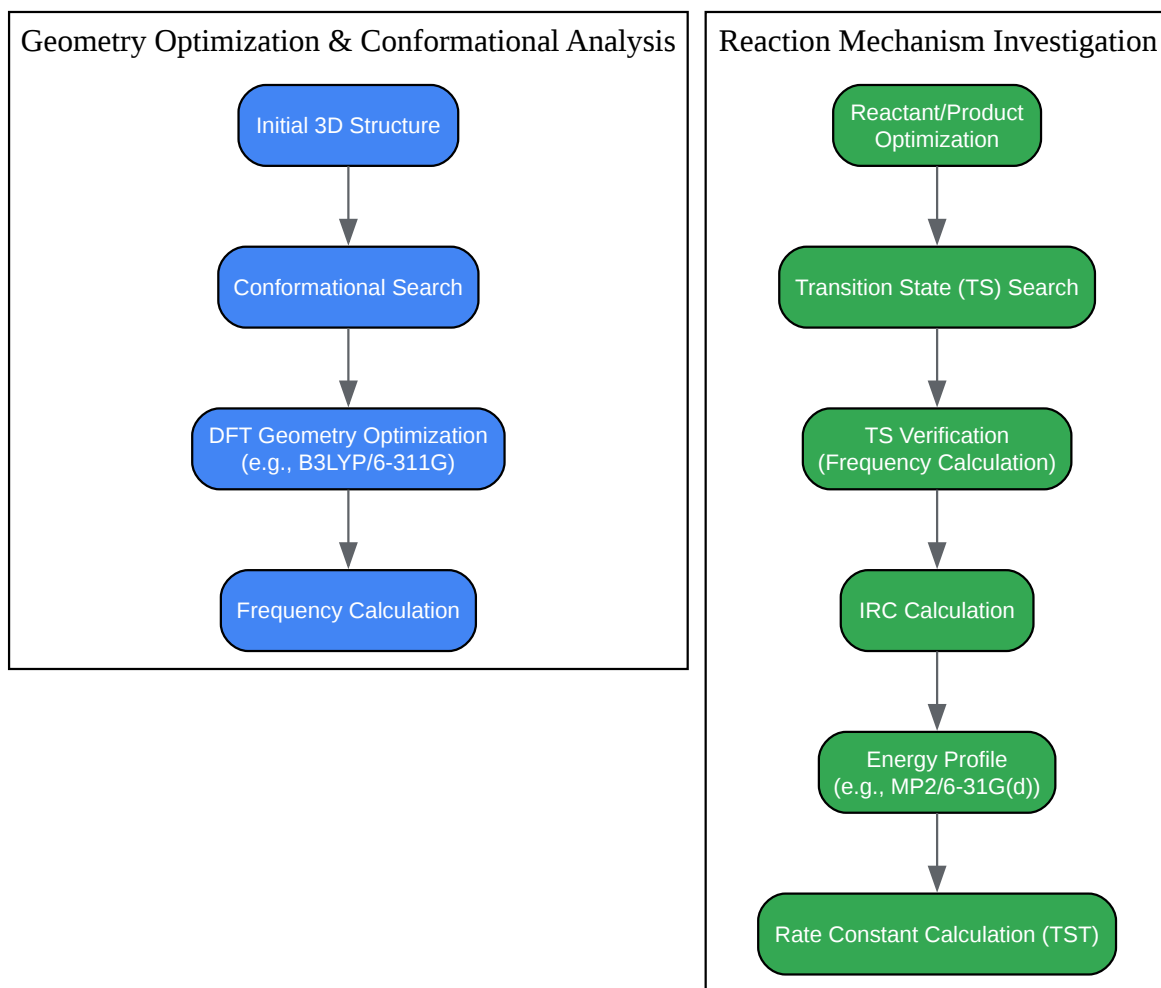 Geometry Optimization & Conformational Analysis
Initial 3D Structure
Conformational Search
DFT Geometry Optimization
(e.g., B3LYP/6-311G)
Frequency Calculation
Reaction Mechanism Investigation
Reactant/Product
Optimization
Transition State (TS) Search
TS Verification
(Frequency Calculation)
IRC Calculation
Energy Profile
(e.g., MP2/6-31G(d))
Rate Constant Calculation (TST)